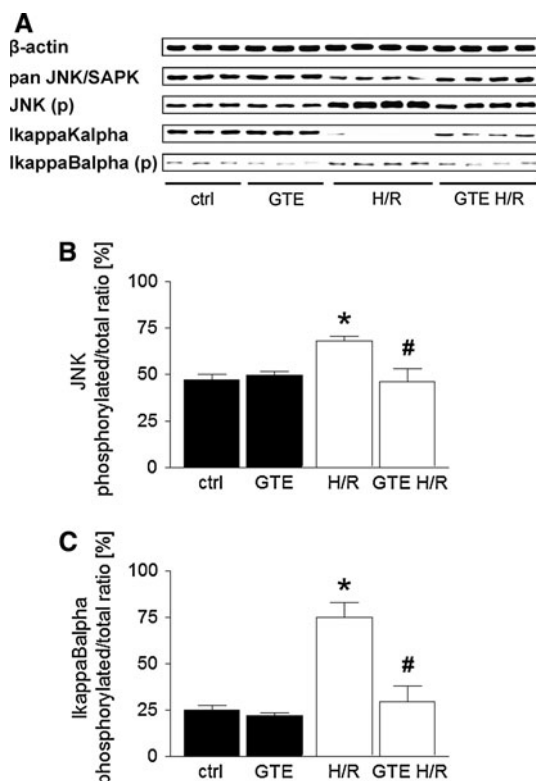 A
β-actin
pan JNK/SAPK
JNK (p)
IkappaKalpha
IkappaBalpha (p)
ctrl GTE H/R GTE H/R
B
JNK
phosphorylated/total ratio [%]
100
75
50
25
0
*
#
ctrl GTE H/R GTE H/R
C
IkappaBalpha
phosphorylated/total ratio [%]
100
75
50
25
0
*
#
ctrl GTE H/R GTE H/R